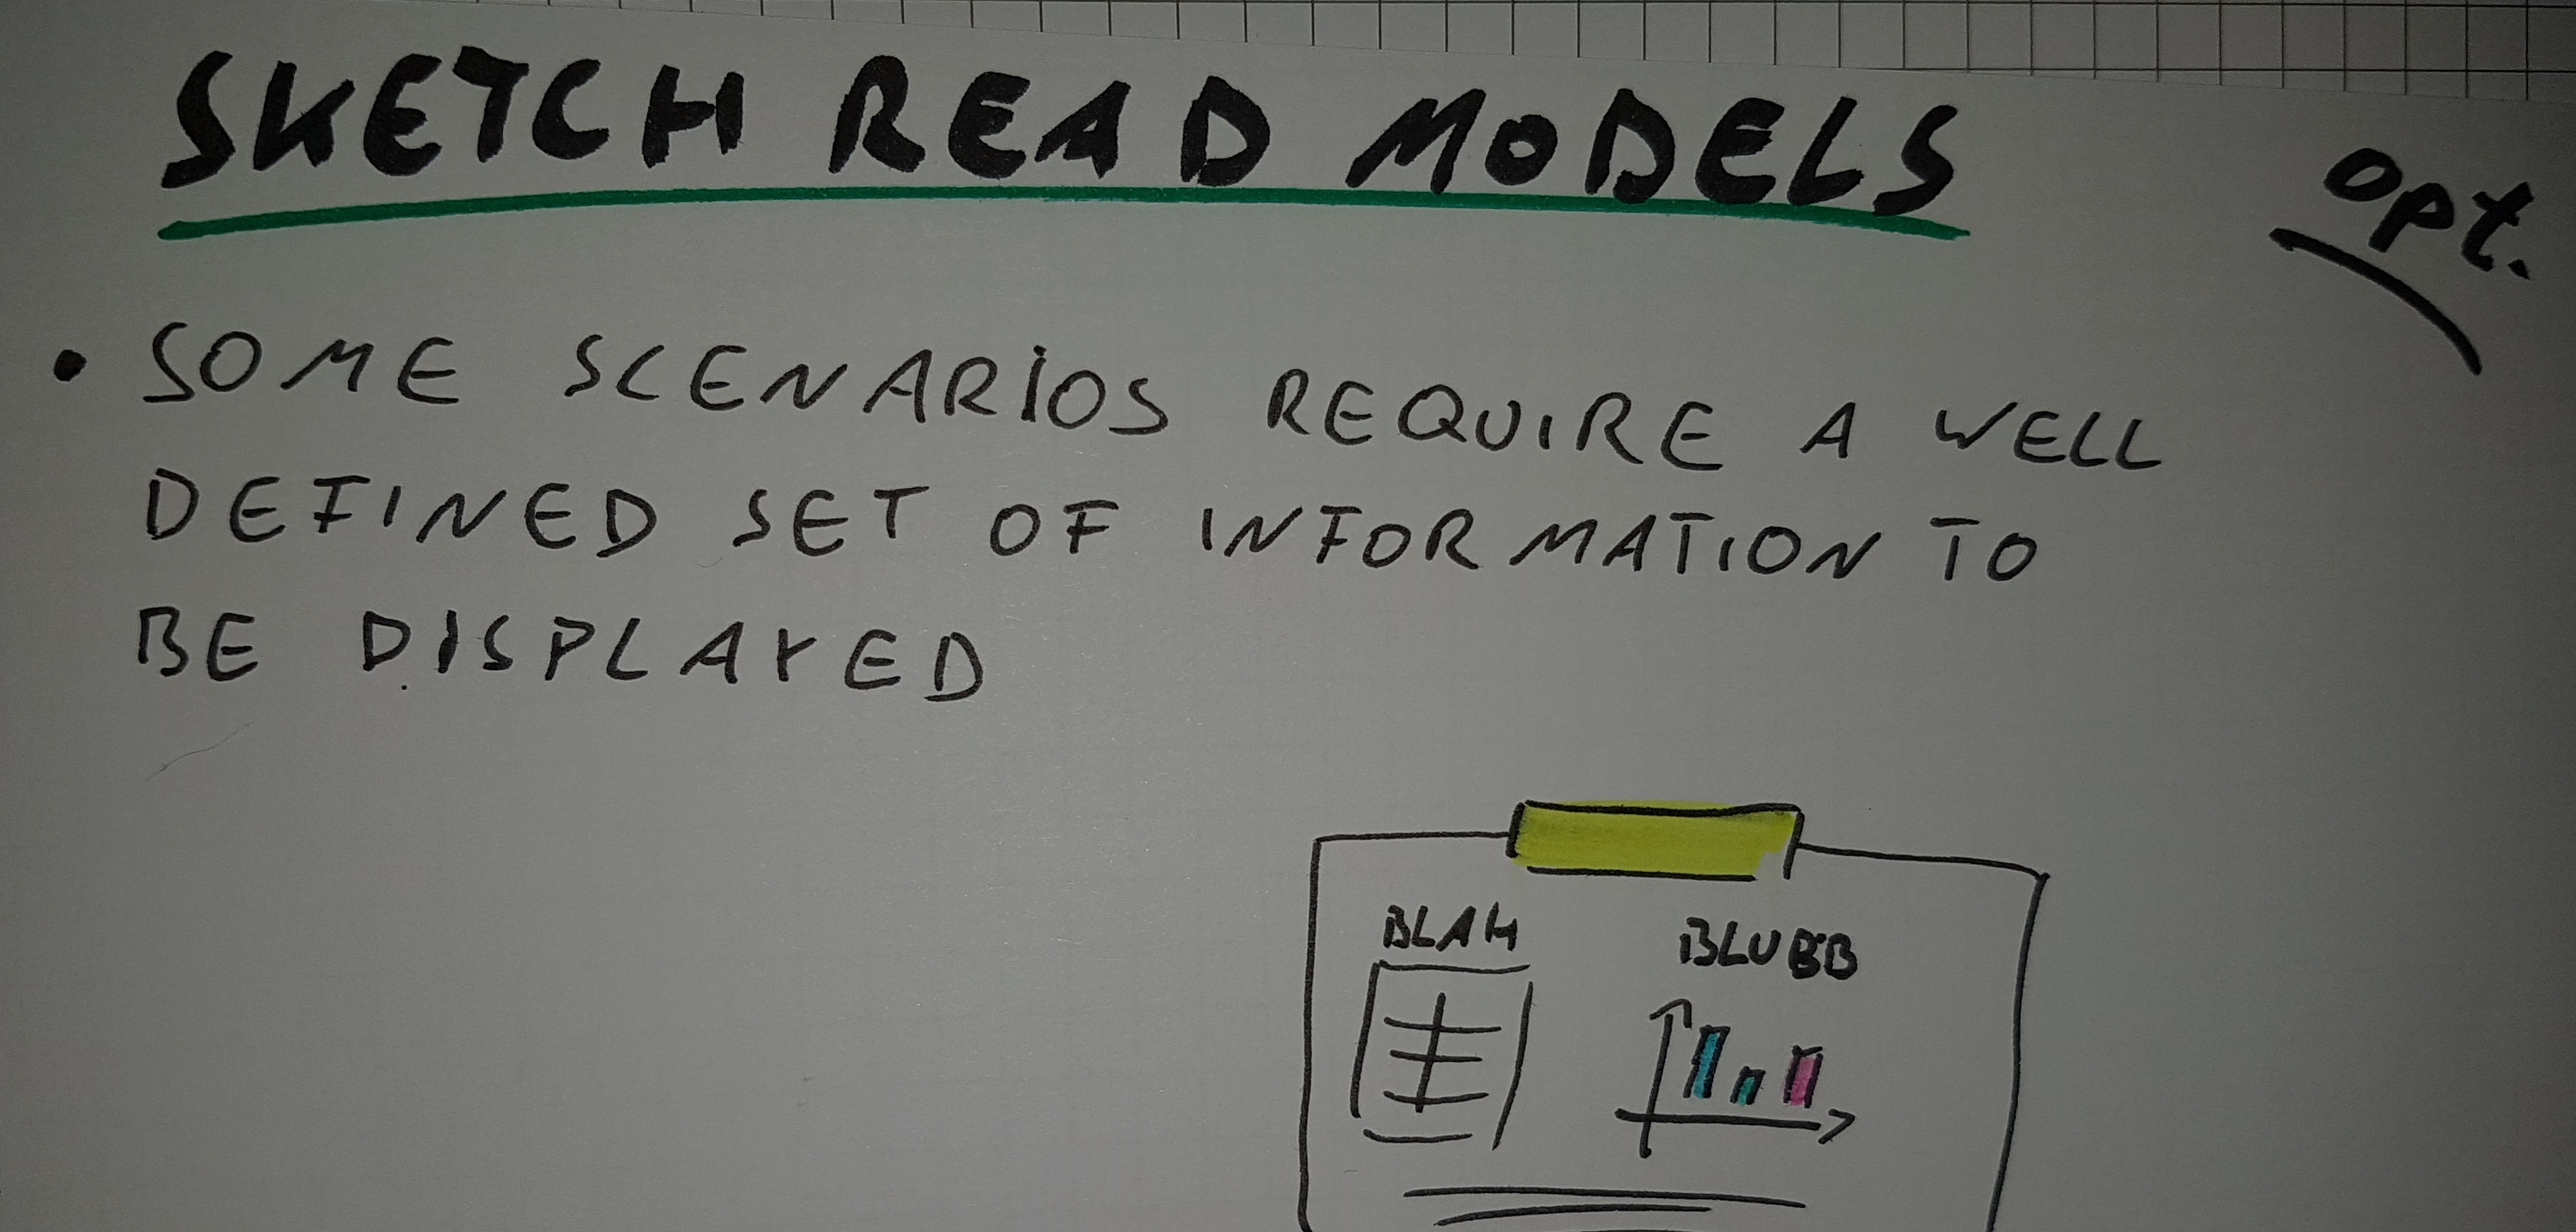 SKETCH READ MODELS
opt.
• SOME SCENARIOS REQUIRE A WELL
DEFINED SET OF INFORMATION TO
BE DISPLAYED
BLAH
BLUBB